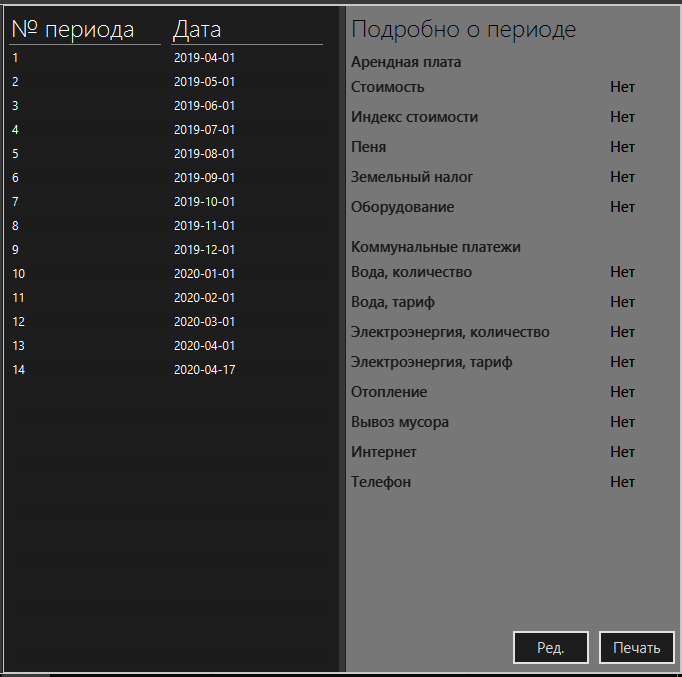 № периода Дата
1 2019-04-01
2 2019-05-01
3 2019-06-01
4 2019-07-01
5 2019-08-01
6 2019-09-01
7 2019-10-01
8 2019-11-01
9 2019-12-01
10 2020-01-01
11 2020-02-01
12 2020-03-01
13 2020-04-01
14 2020-04-17
Подробно о периоде
Арендная плата
Стоимость Нет
Индекс стоимости Нет
Пеня Нет
Земельный налог Нет
Оборудование Нет
Коммунальные платежи
Вода, количество Нет
Вода, тариф Нет
Электроэнергия, количество Нет
Электроэнергия, тариф Нет
Отопление Нет
Вывоз мусора Нет
Интернет Нет
Телефон Нет
Ред. Печать